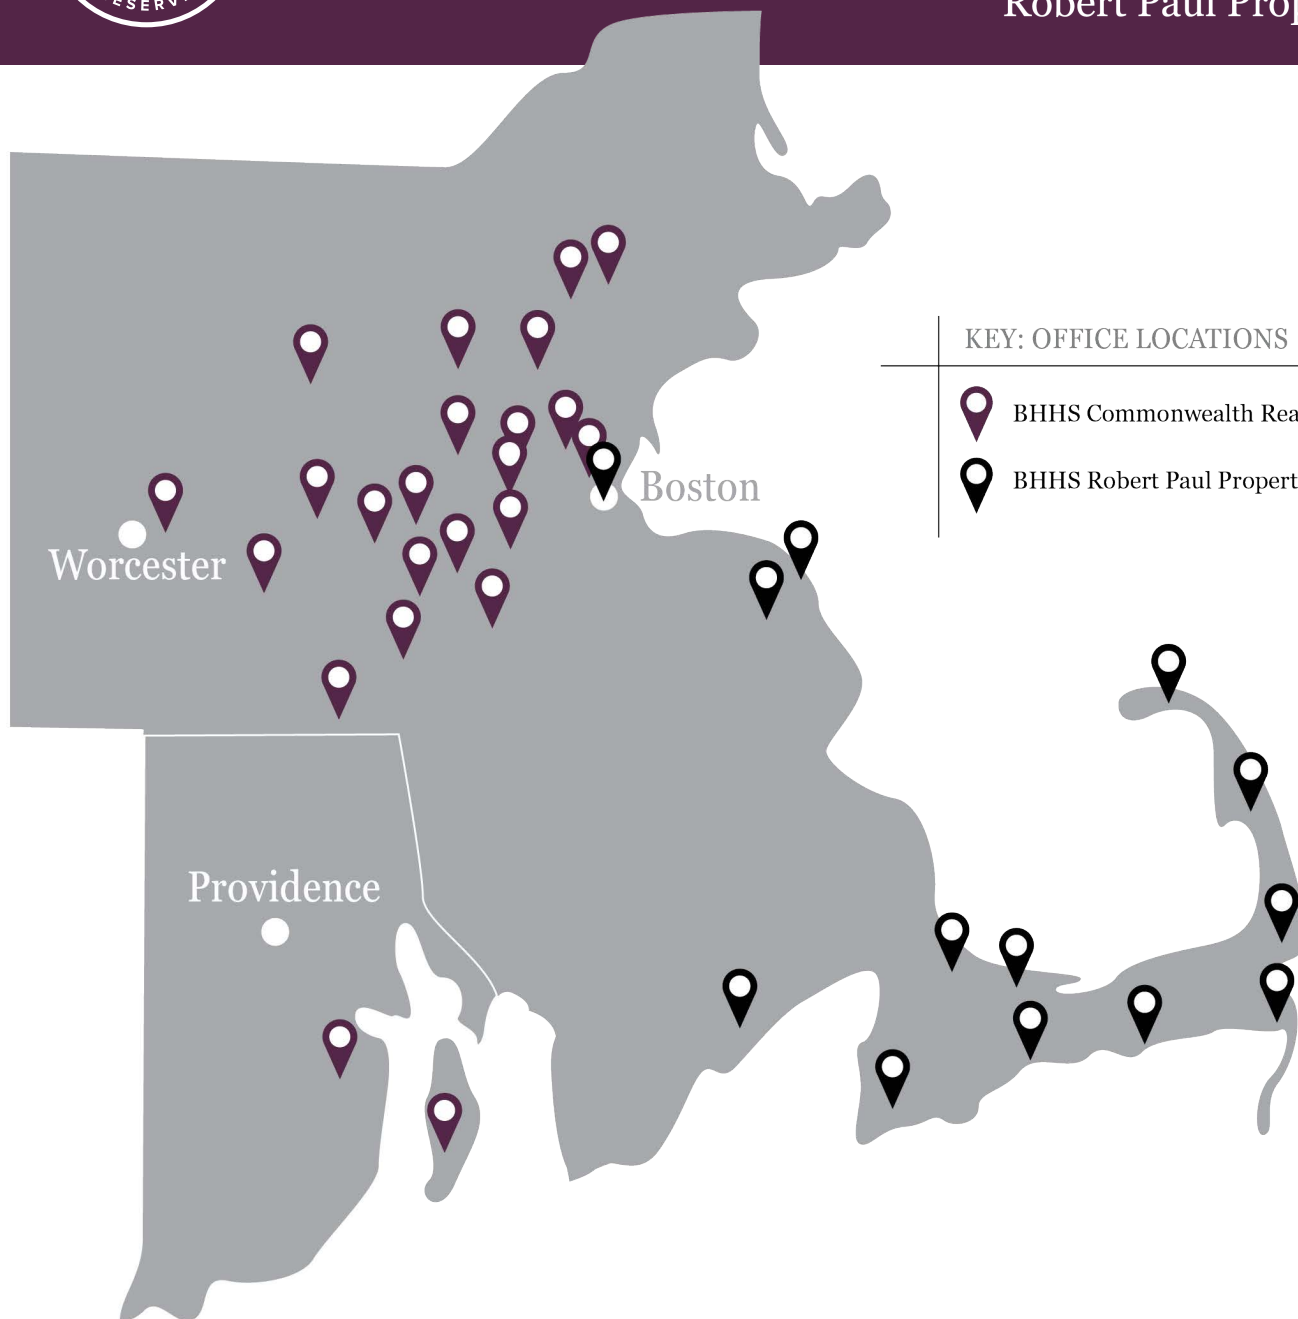 Robert Paul
KEY: OFFICE LOCATIONS
BHHS Commonwealth
BHHS Robert Paul
Boston
Worcester
Providence